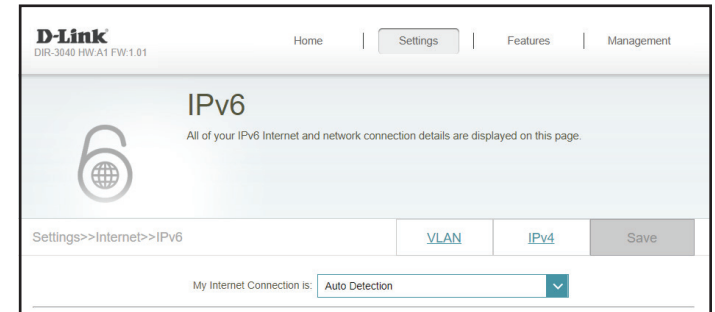 D-Link
DIR-3040 HW:A1 FW:1.01
Home | Settings | Features | Management
IPv6
All of your IPv6 Internet and network connection details are displayed on this page.
Settings>>Internet>>IPv6 VLAN IPv4 Save
My Internet Connection is: Auto Detection